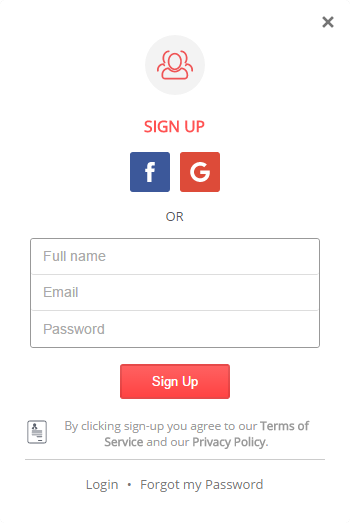 SIGN UP
f G
OR
Full name
Email
Password
Sign Up
By clicking sign-up you agree to our Terms of
Service and our Privacy Policy.
Login • Forgot my Password